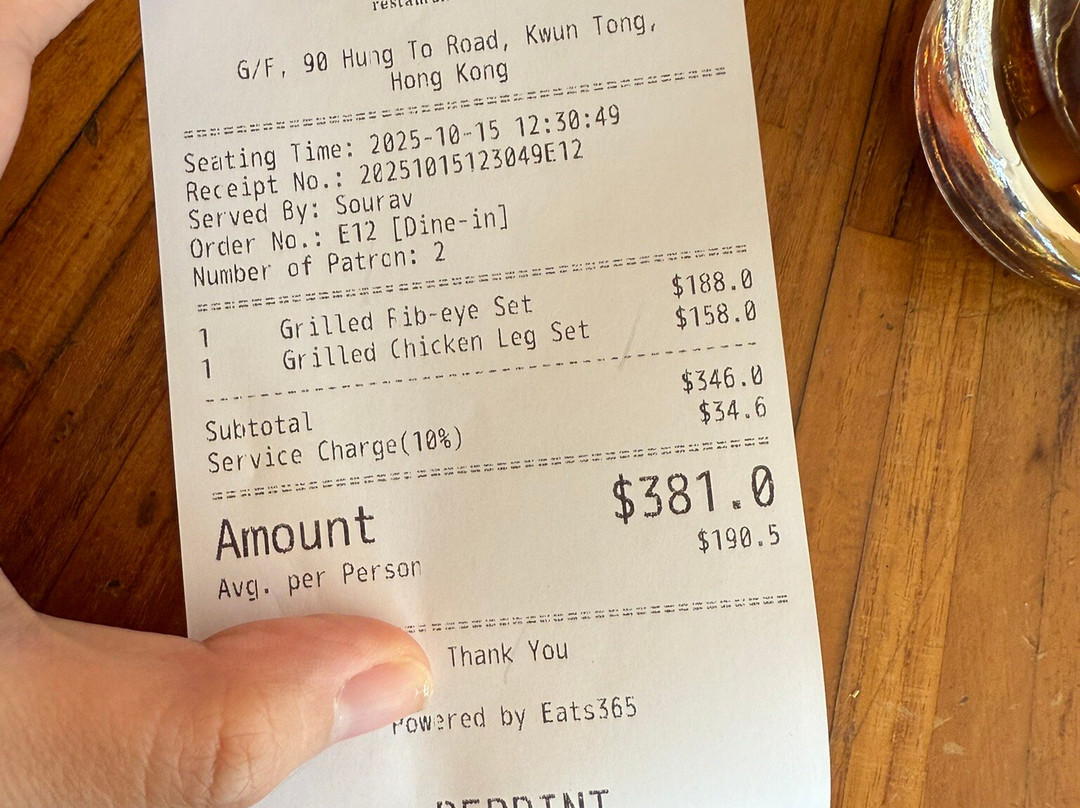 G/F, 90 Hung To Road, Kwun Tong,
Hong Kong
Seating Time: 2025-10-15 12:30:49
Receipt No.: 20251015123049E12
Served By: Sourav
Order No.: E12 [Dine-in]
Number of Patron: 2
1 Grilled Rib-eye Set $188.0
1 Grilled Chicken Leg Set $158.0
Subtotal $346.0
Service Charge(10%) $34.6
Amount $381.0
Avg. per Person $190.5
Thank You
Powered by Eats365
REPRINT